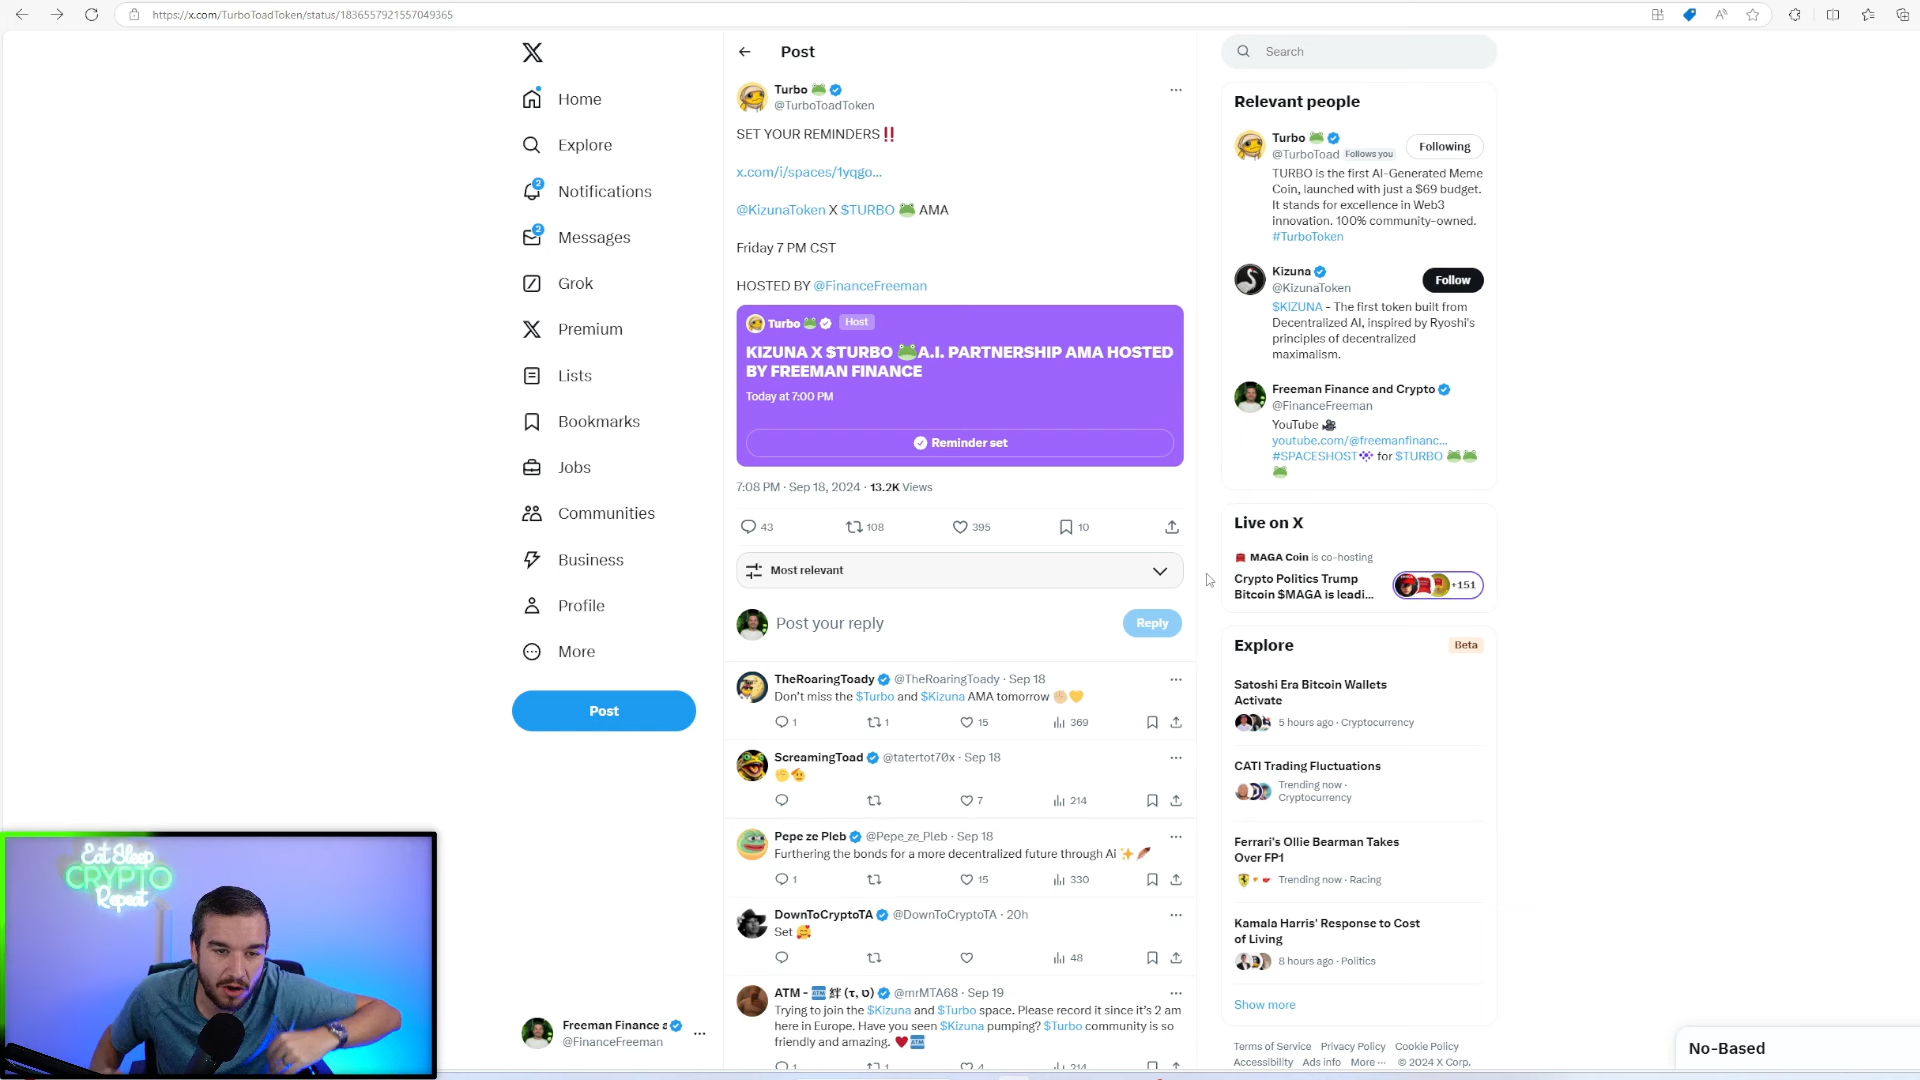 https://x.com/TurboToadToken/status/1836557921557049365
Home
Explore
2
Notifications
2
Messages
Grok
Premium
Lists
Bookmarks
Jobs
Communities
Business
Profile
More
Post
Freeman Finance a
@FinanceFreeman
Eat Sleep
CRYPTO
Repeat
Post
Turbo 🐸
@TurboToadToken
SET YOUR REMINDERS‼️
x.com/i/spaces/1yqgo...
@KizunaToken X $TURBO 🐸 AMA
Friday 7 PM CST
HOSTED BY @FinanceFreeman
Turbo 🐸 Host
KIZUNA X $TURBO 🐸A.I. PARTNERSHIP AMA HOSTED
BY FREEMAN FINANCE
Today at 7:00 PM
Reminder set
7:08 PM · Sep 18, 2024 · 13.2K Views
43 108 395 10
Most relevant
Post your reply
Reply
TheRoaringToady @TheRoaringToady · Sep 18
Don't miss the $Turbo and $Kizuna AMA tomorrow ✊🏼💛
1 1 15 369
ScreamingToad @tatertot70x · Sep 18
✊🫡
7 214
Pepe ze Pleb @Pepe_ze_Pleb · Sep 18
Furthering the bonds for a more decentralized future through Ai ✨🪶
1 15 330
DownToCryptoTA @DownToCryptoTA · 20h
Set 🥰
48
ATM - 🏧 絆 (τ, ט) @mrMTA68 · Sep 19
Trying to join the $Kizuna and $Turbo space. Please record it since it's 2 am
here in Europe. Have you seen $Kizuna pumping? $Turbo community is so
friendly and amazing. ♥️🏧
1 1 4 214
Search
Relevant people
Turbo 🐸
@TurboToad Follows you
Following
TURBO is the first AI-Generated Meme
Coin, launched with just a $69 budget.
It stands for excellence in Web3
innovation. 100% community-owned.
#TurboToken
Kizuna
@KizunaToken
Follow
$KIZUNA - The first token built from
Decentralized AI, inspired by Ryoshi's
principles of decentralized
maximalism.
Freeman Finance and Crypto
@FinanceFreeman
YouTube 🎥
youtube.com/@freemanfinanc...
#SPACESHOST for $TURBO 🐸🐸
🐸
Live on X
MAGA Coin is co-hosting
Crypto Politics Trump
Bitcoin $MAGA is leadi...
+151
Explore
Beta
Satoshi Era Bitcoin Wallets
Activate
5 hours ago · Cryptocurrency
CATI Trading Fluctuations
Trending now ·
Cryptocurrency
Ferrari's Ollie Bearman Takes
Over FP1
Trending now · Racing
Kamala Harris' Response to Cost
of Living
8 hours ago · Politics
Show more
Terms of Service Privacy Policy Cookie Policy
Accessibility Ads info More ··· © 2024 X Corp.
No-Based